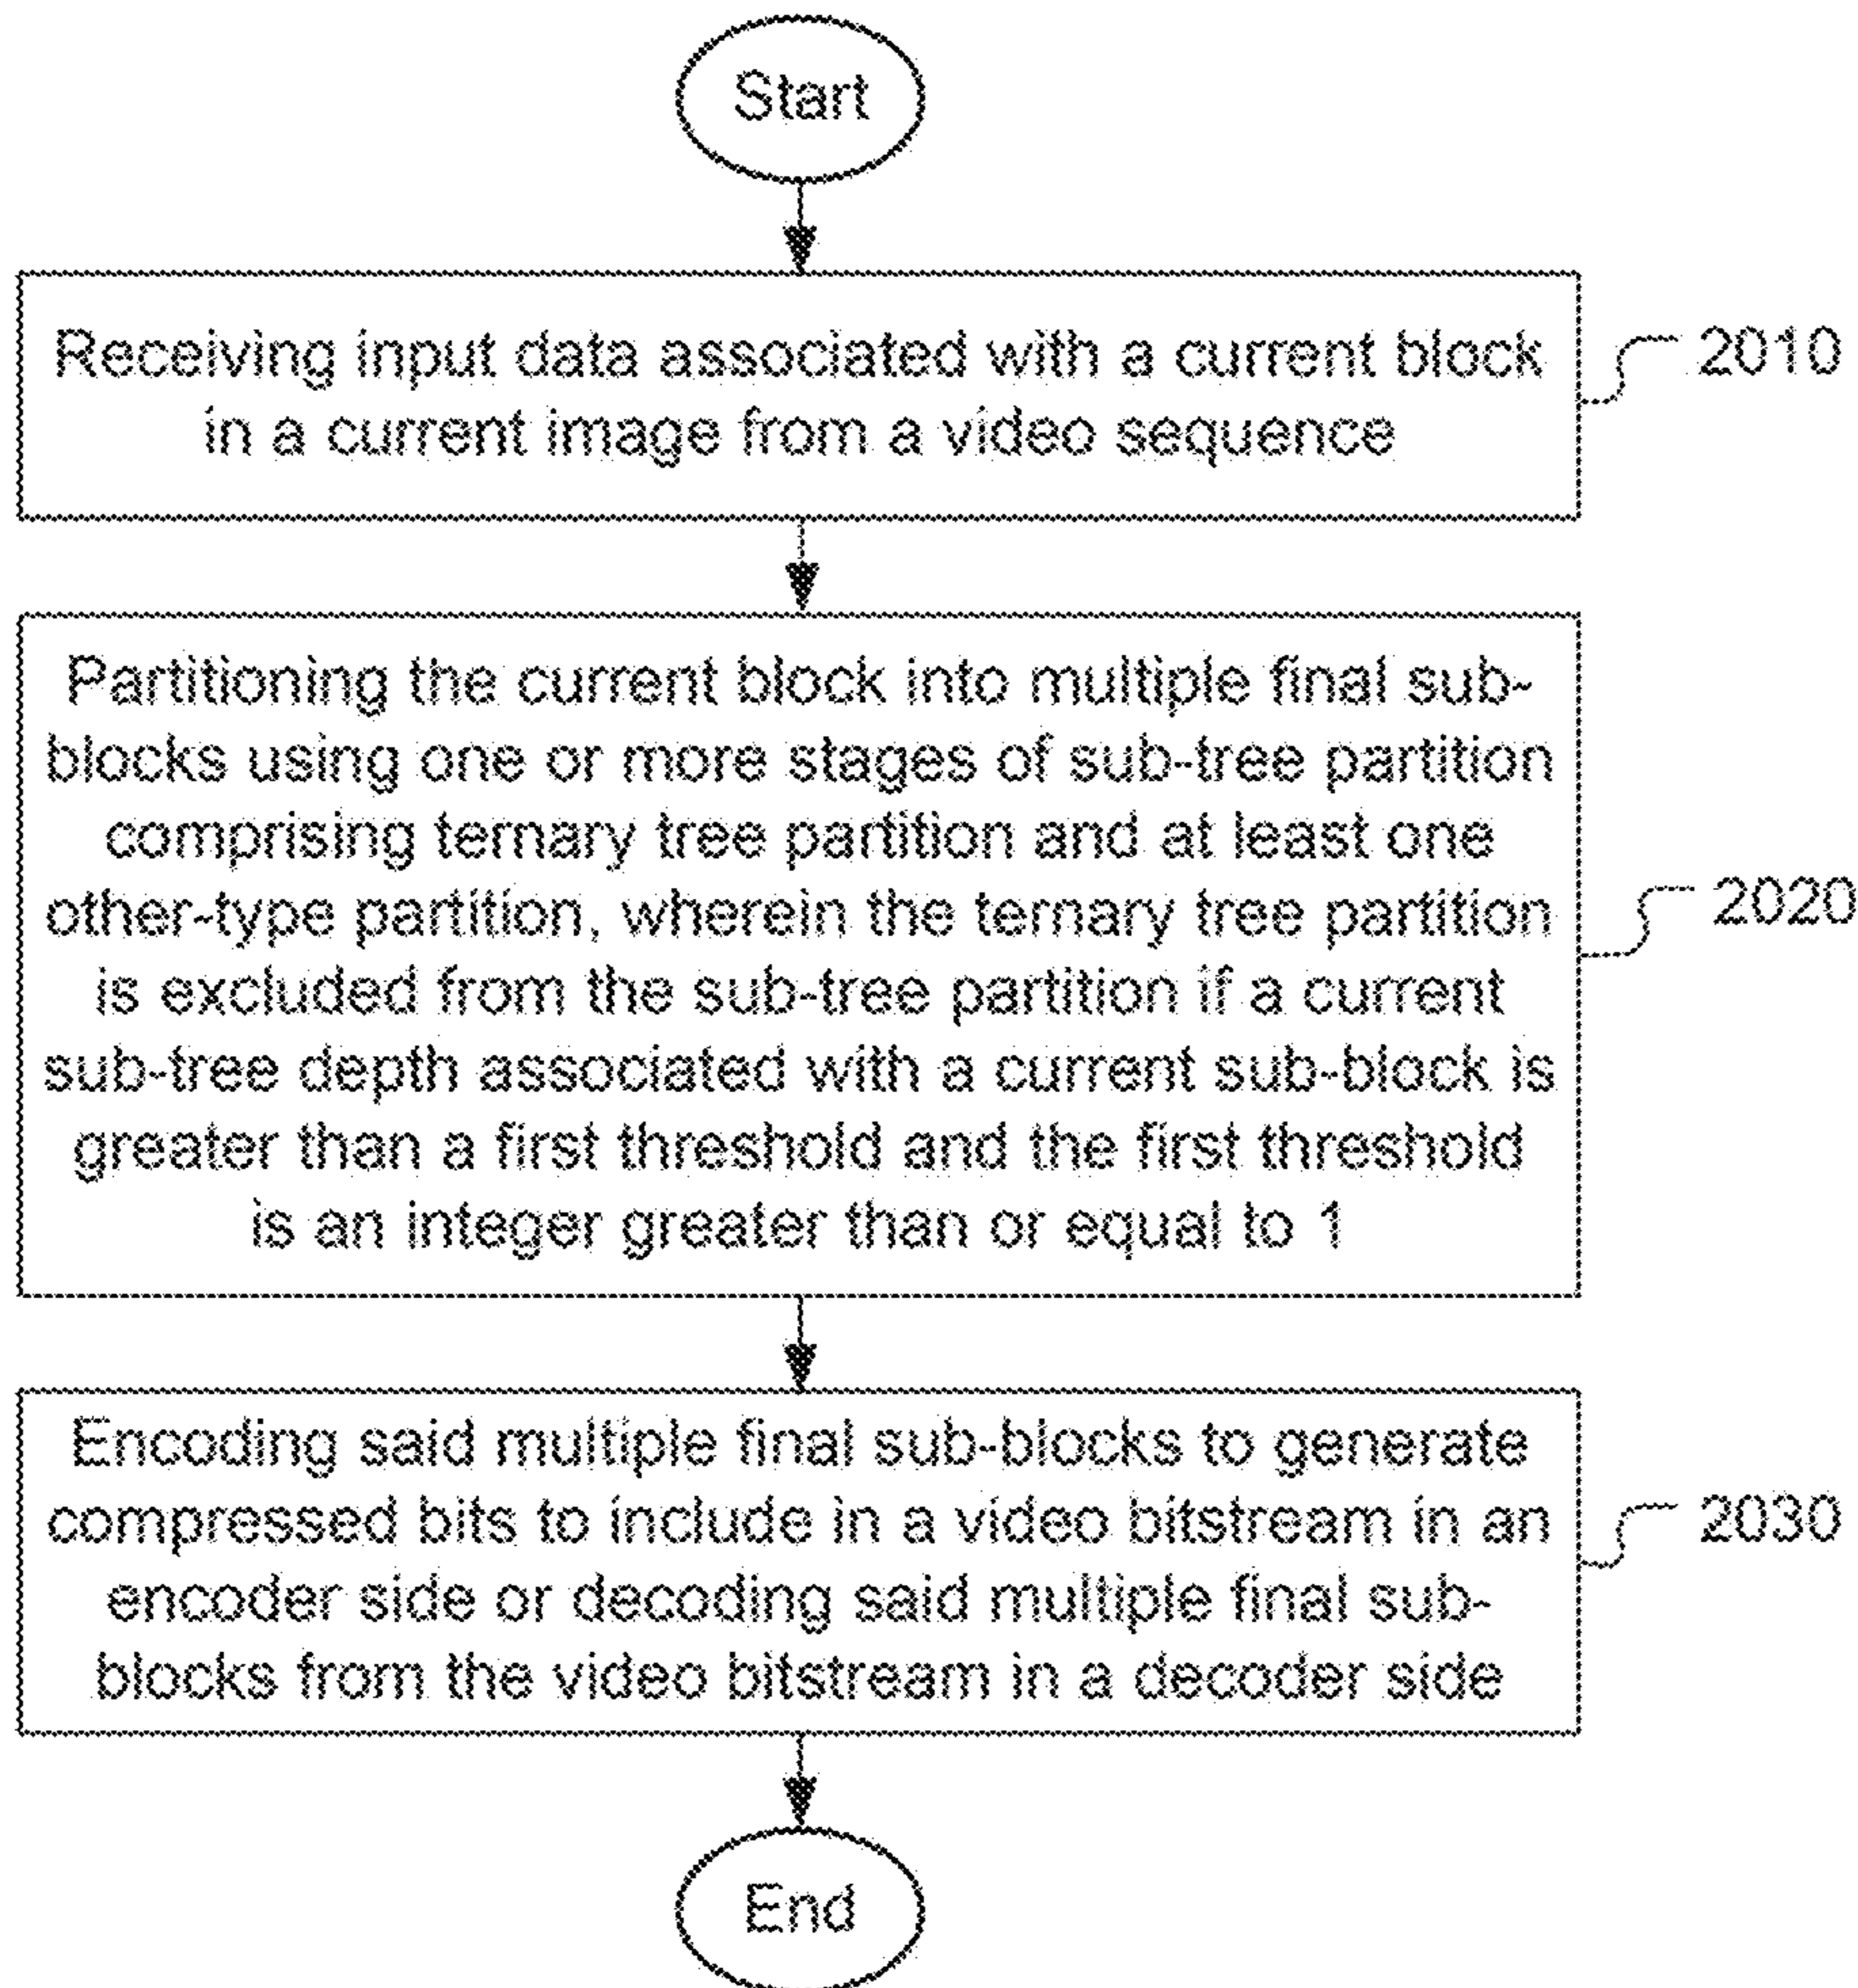 Start
Receiving input data associated with a current block
in a current image from a video sequence
2010
Partitioning the current block into multiple final sub-
blocks using one or more stages of sub-tree partition
comprising ternary tree partition and at least one
other-type partition, wherein the ternary tree partition
is excluded from the sub-tree partition if a current
sub-tree depth associated with a current sub-block is
greater than a first threshold and the first threshold
is an integer greater than or equal to 1
2020
Encoding said multiple final sub-blocks to generate
compressed bits to include in a video bitstream in an
encoder side or decoding said multiple final sub-
blocks from the video bitstream in a decoder side
2030
End